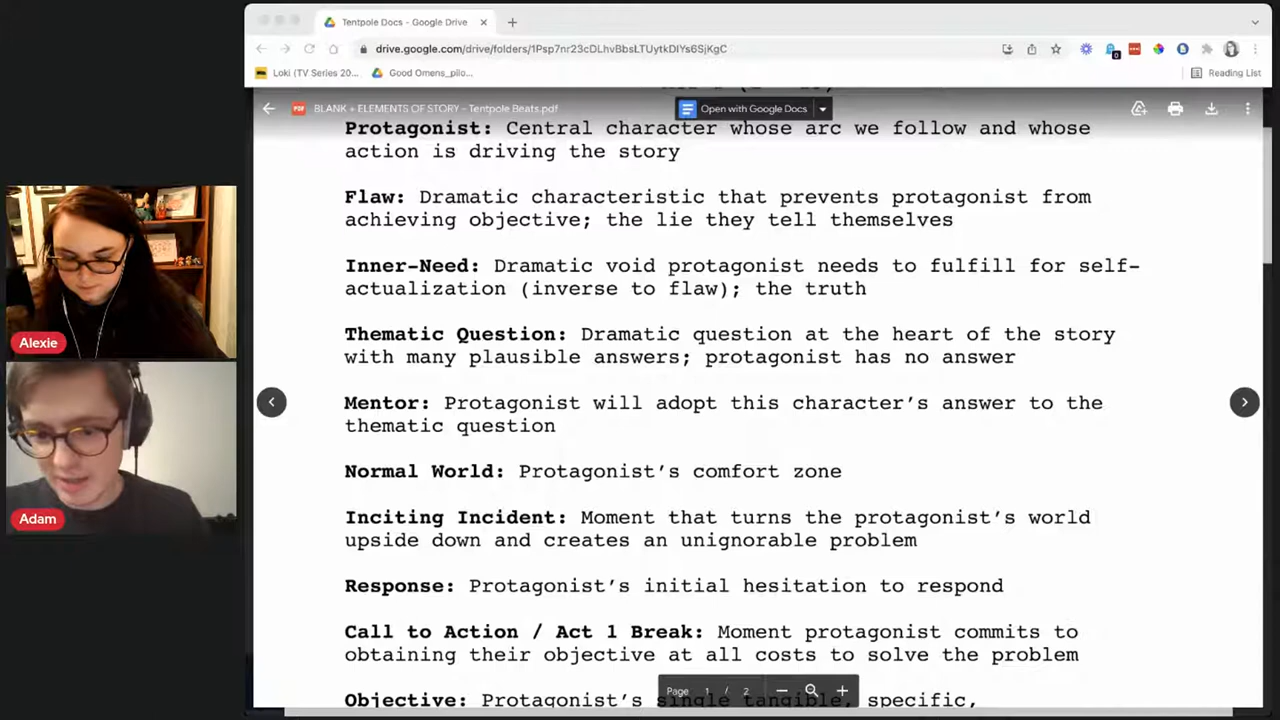 Tentpole Docs - Google Drive
drive.google.com/drive/folders/1Psp7nr23cDLhvBbsLTUytkDIYs6SjKgC
Loki (TV Series 20...
Good Omens_pilo...
Reading List
PDF
BLANK + ELEMENTS OF STORY - Tentpole Beats.pdf
Open with Google Docs
Protagonist: Central character whose arc we follow and whose
action is driving the story
Flaw: Dramatic characteristic that prevents protagonist from
achieving objective; the lie they tell themselves
Inner-Need: Dramatic void protagonist needs to fulfill for self-
actualization (inverse to flaw); the truth
Thematic Question: Dramatic question at the heart of the story
with many plausible answers; protagonist has no answer
Mentor: Protagonist will adopt this character's answer to the
thematic question
Normal World: Protagonist's comfort zone
Inciting Incident: Moment that turns the protagonist's world
upside down and creates an unignorable problem
Response: Protagonist's initial hesitation to respond
Call to Action / Act 1 Break: Moment protagonist commits to
obtaining their objective at all costs to solve the problem
Objective: Protagonist's single tangible, specific,
Page 1 / 2
Alexie
Adam